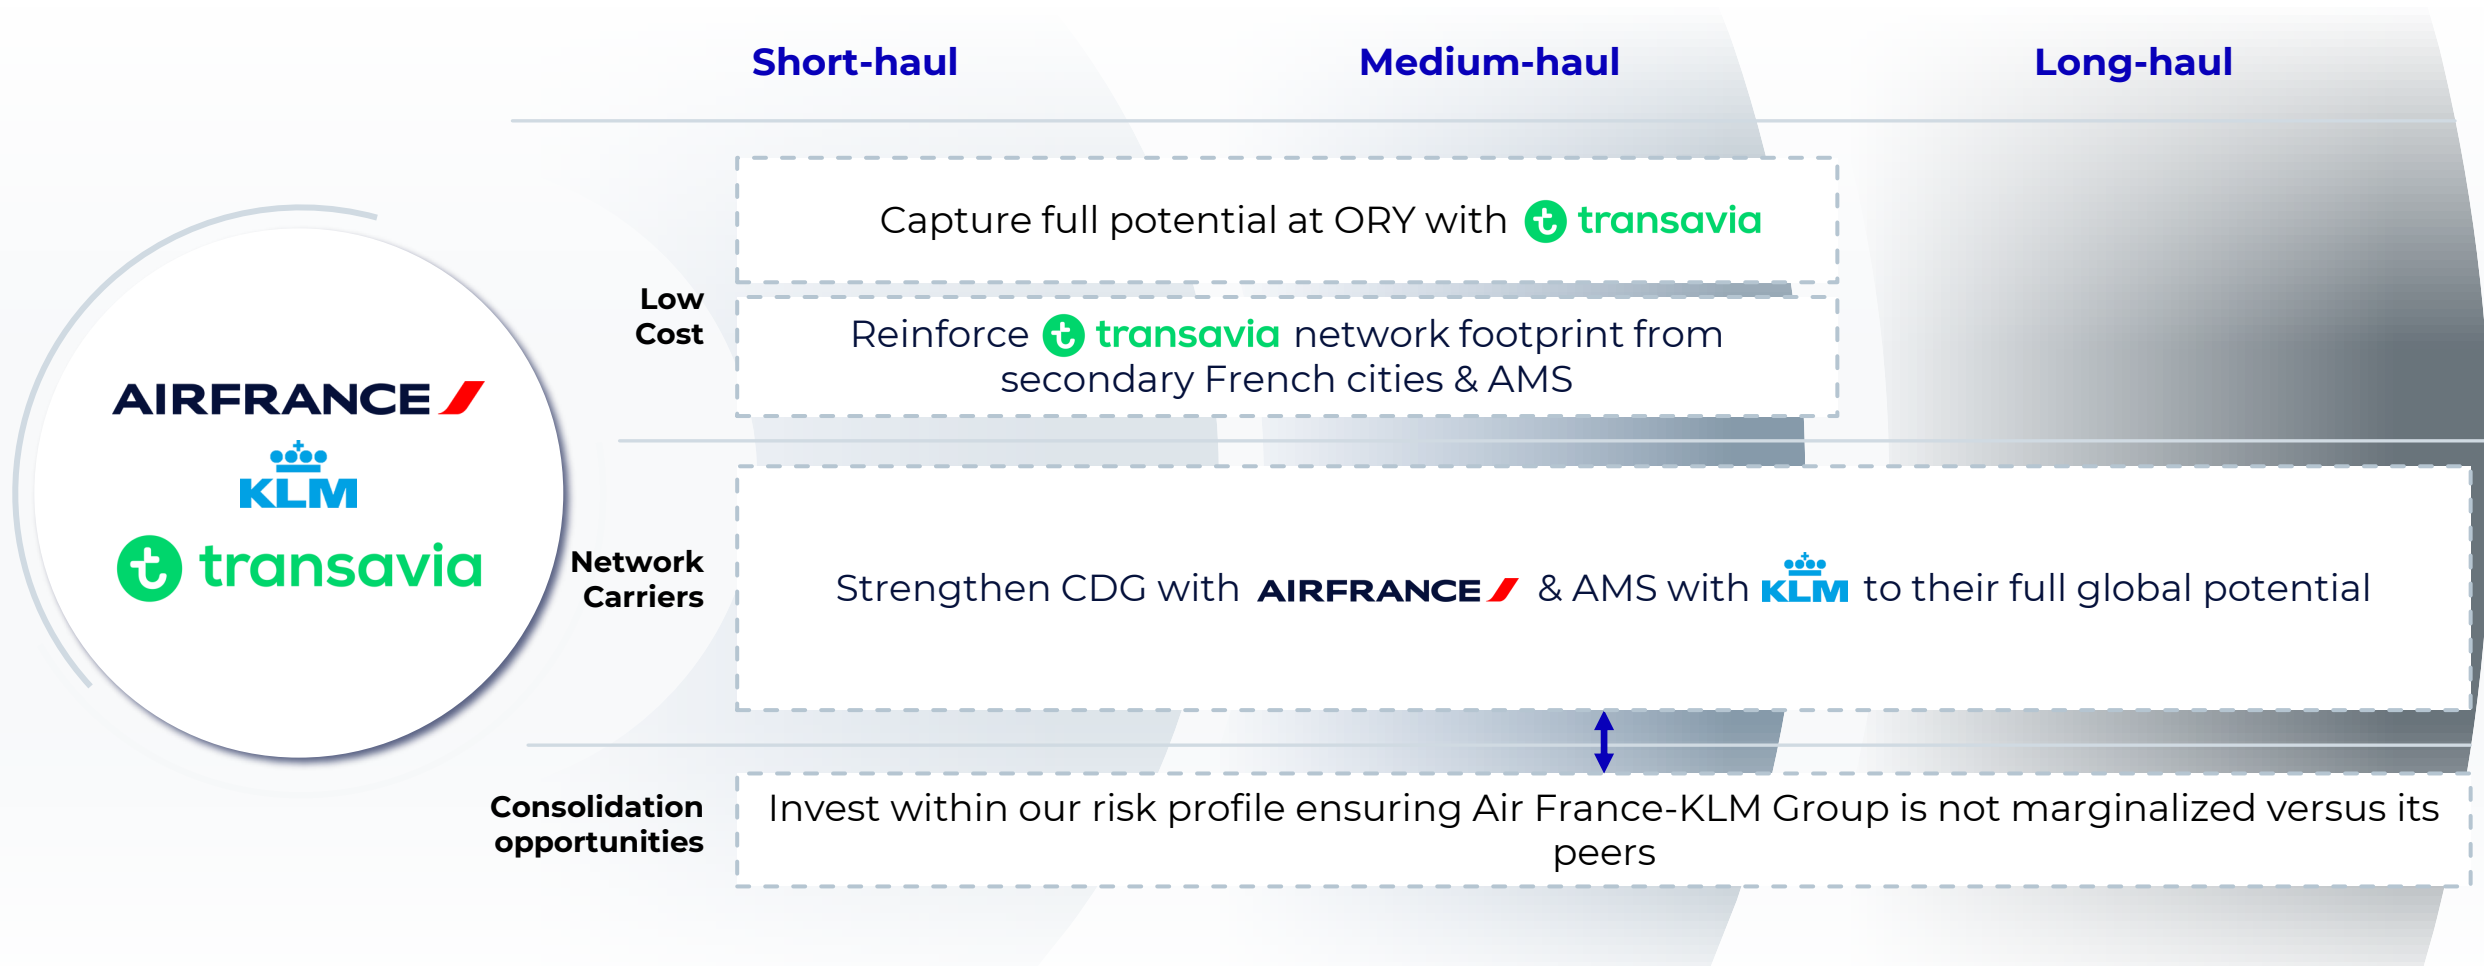 Short-haul Medium-haul Long-haul
Capture full potential at ORY with transavia
Low
Cost
Reinforce transavia network footprint from
secondary French cities & AMS
AIRFRANCE
KLM
transavia
Network
Carriers
Strengthen CDG with AIRFRANCE & AMS with KLM to their full global potential
Consolidation
opportunities
Invest within our risk profile ensuring Air France-KLM Group is not marginalized versus its
peers